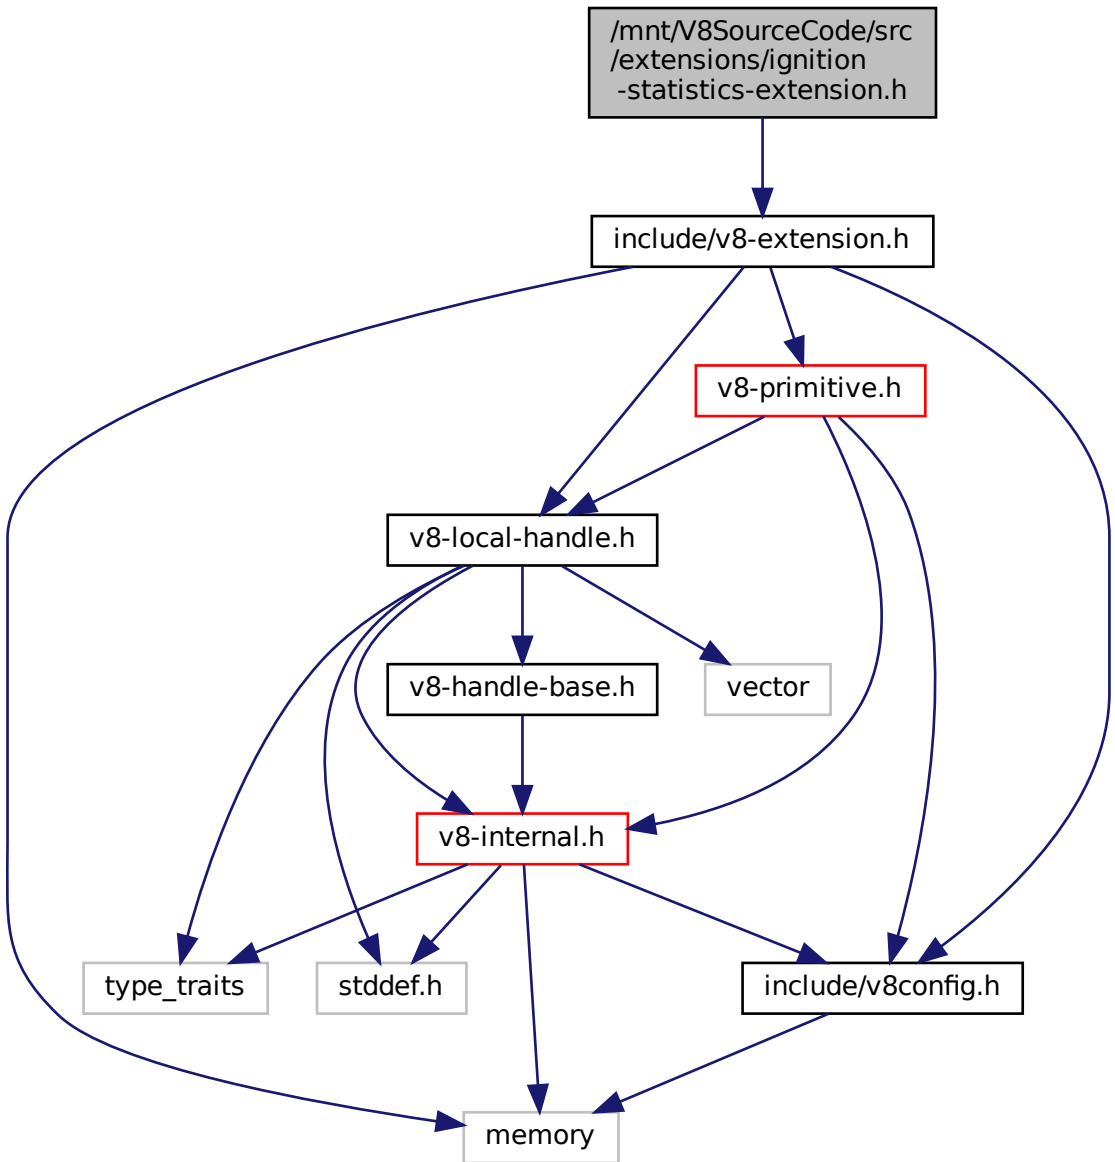 /mnt/V8SourceCode/src
/extensions/ignition
-statistics-extension.h
include/v8-extension.h
v8-primitive.h
v8-local-handle.h
v8-handle-base.h
vector
v8-internal.h
type_traits
stddef.h
include/v8config.h
memory